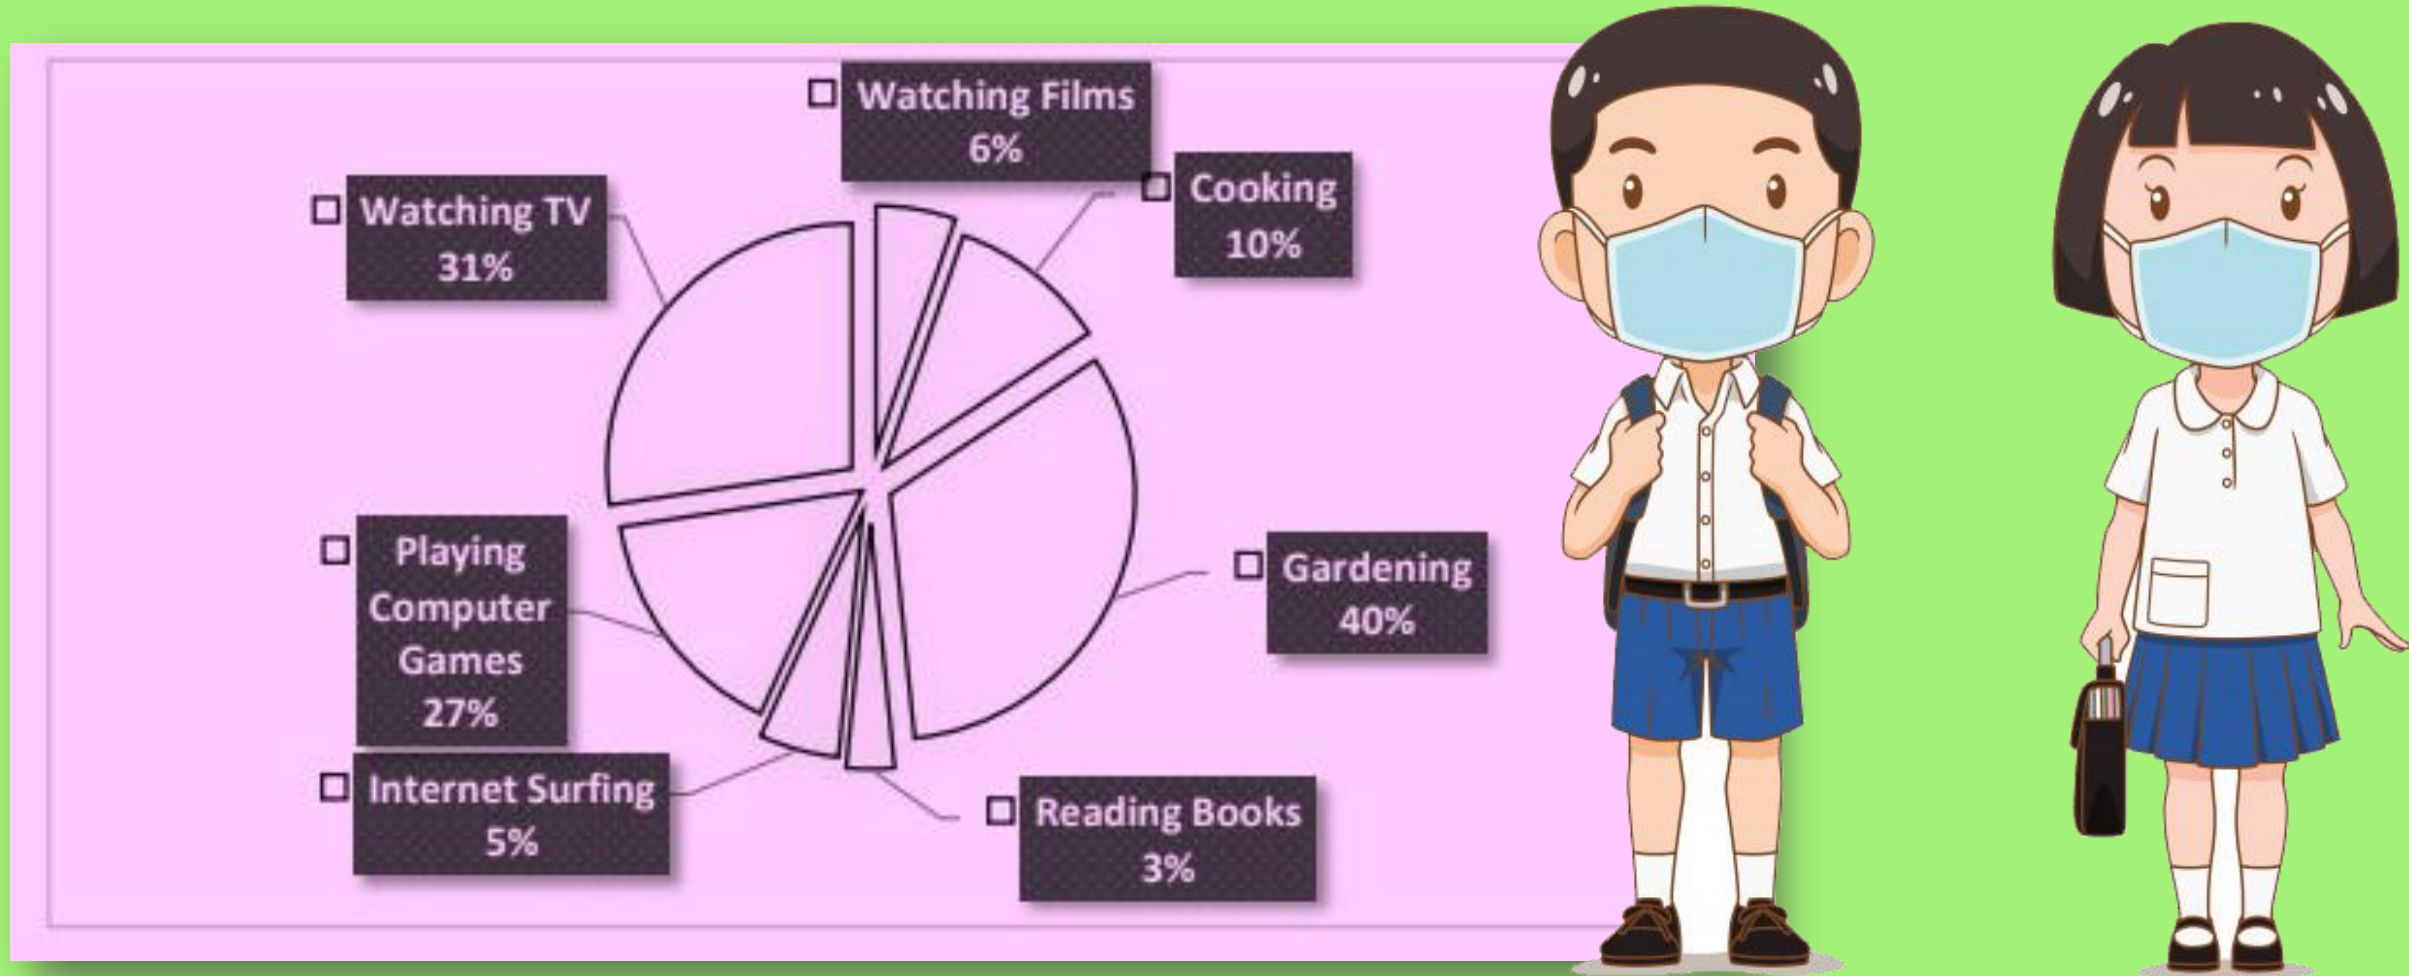 Watching Films
6%
Cooking
10%
Watching TV
31%
Gardening
40%
Playing
Computer
Games
27%
Internet Surfing
5%
Reading Books
3%